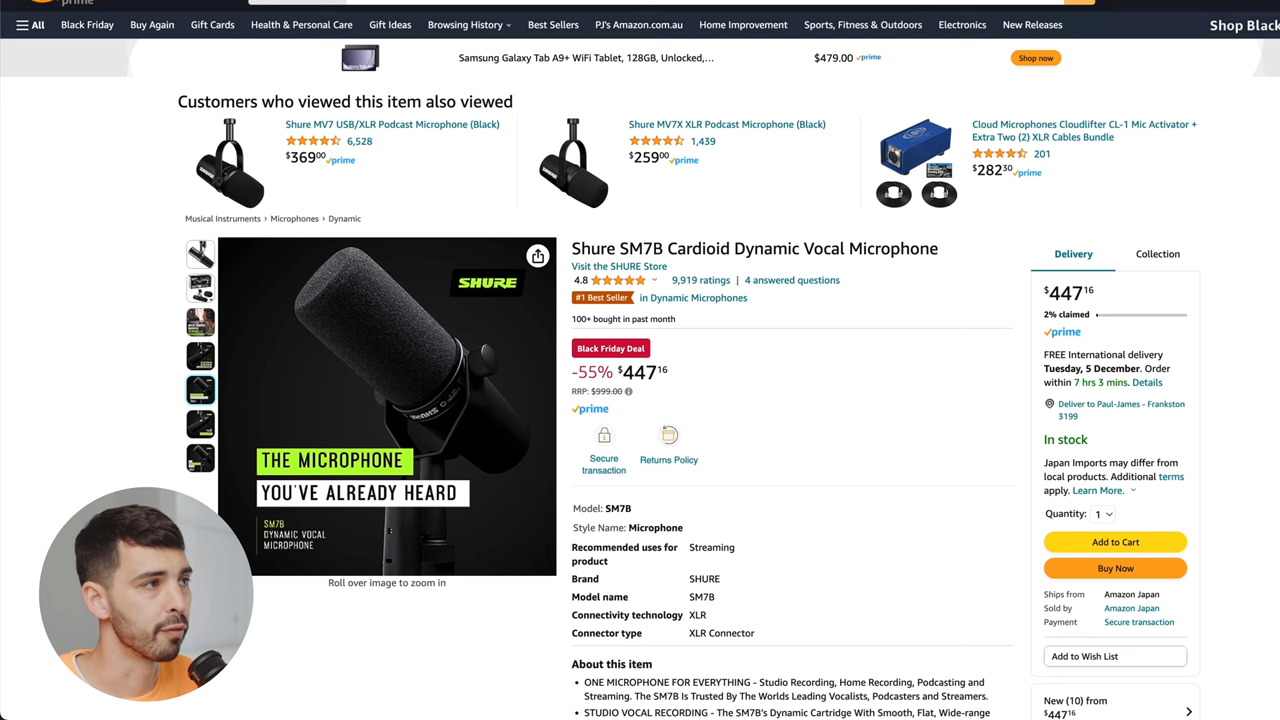 prime
All Black Friday Buy Again Gift Cards Health & Personal Care Gift Ideas Browsing History Best Sellers PJ's Amazon.com.au Home Improvement Sports, Fitness & Outdoors Electronics New Releases Shop Black
Samsung Galaxy Tab A9+ WiFi Tablet, 128GB, Unlocked,... $479.00 prime Shop now
Customers who viewed this item also viewed
Shure MV7 USB/XLR Podcast Microphone (Black)
6,528
$369 00 prime
Shure MV7X XLR Podcast Microphone (Black)
1,439
$259 00 prime
Cloud Microphones Cloudlifter CL-1 Mic Activator +
Extra Two (2) XLR Cables Bundle
201
$282 30 prime
Musical Instruments › Microphones › Dynamic
SHURE
SHURE
THE MICROPHONE
YOU'VE ALREADY HEARD
SM7B
DYNAMIC VOCAL
MICROPHONE
Roll over image to zoom in
Shure SM7B Cardioid Dynamic Vocal Microphone
Visit the SHURE Store
4.8 9,919 ratings | 4 answered questions
#1 Best Seller in Dynamic Microphones
100+ bought in past month
Black Friday Deal
-55% $447 16
RRP: $999.00
prime
Secure
transaction
Returns Policy
Model: SM7B
Style Name: Microphone
Recommended uses for
product
Streaming
Brand SHURE
Model name SM7B
Connectivity technology XLR
Connector type XLR Connector
About this item
• ONE MICROPHONE FOR EVERYTHING - Studio Recording, Home Recording, Podcasting and
Streaming. The SM7B Is Trusted By The Worlds Leading Vocalists, Podcasters and Streamers.
• STUDIO VOCAL RECORDING - The SM7B's Dynamic Cartridge With Smooth, Flat, Wide-range
Delivery Collection
$447 16
2% claimed
prime
FREE International delivery
Tuesday, 5 December. Order
within 7 hrs 3 mins. Details
Deliver to Paul-James - Frankston
3199
In stock
Japan Imports may differ from
local products. Additional terms
apply. Learn More.
Quantity: 1
Add to Cart
Buy Now
Ships from Amazon Japan
Sold by Amazon Japan
Payment Secure transaction
Add to Wish List
New (10) from
$447 16